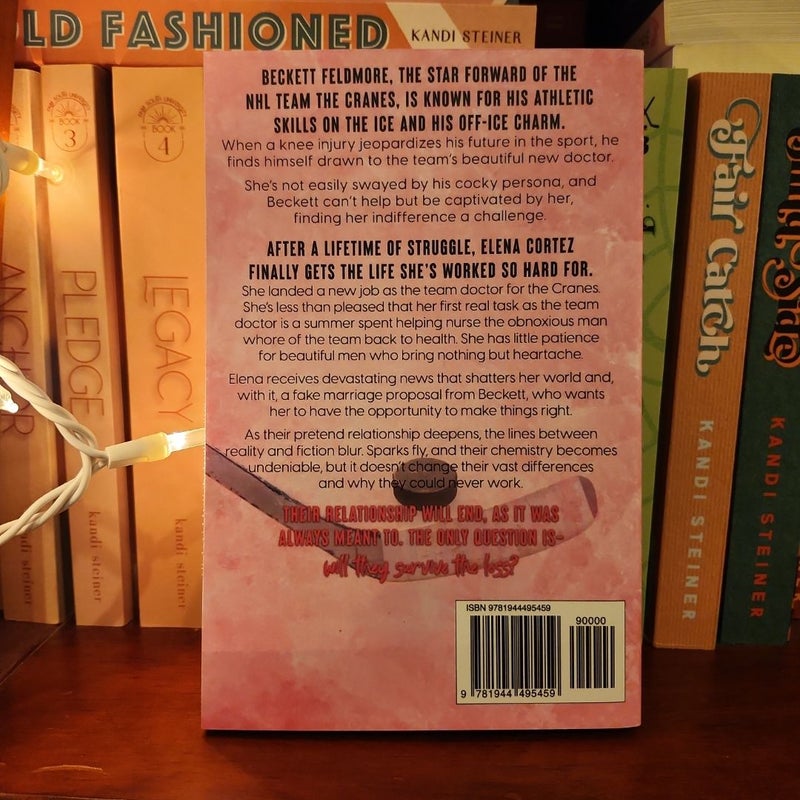 LD FASHIONED
KANDI STEINER
BOOK
3
PLEDGE
kandi steiner
BOOK
4
LEGACY
kandi steiner
BECKETT FELDMORE, THE STAR FORWARD OF THE
NHL TEAM THE CRANES, IS KNOWN FOR HIS ATHLETIC
SKILLS ON THE ICE AND HIS OFF-ICE CHARM.
When a knee injury jeopardizes his future in the sport, he
finds himself drawn to the team's beautiful new doctor.
She's not easily swayed by his cocky persona, and
Beckett can't help but be captivated by her,
finding her indifference a challenge.
AFTER A LIFETIME OF STRUGGLE, ELENA CORTEZ
FINALLY GETS THE LIFE SHE'S WORKED SO HARD FOR.
She landed a new job as the team doctor for the Cranes.
She's less than pleased that her first real task as the team
doctor is a summer spent helping nurse the obnoxious man
whore of the team back to health. She has little patience
for beautiful men who bring nothing but heartache.
Elena receives devastating news that shatters her world and,
with it, a fake marriage proposal from Beckett, who wants
her to have the opportunity to make things right.
As their pretend relationship deepens, the lines between
reality and fiction blur. Sparks fly, and their chemistry becomes
undeniable, but it doesn't change their vast differences
and why they could never work.
THEIR RELATIONSHIP WILL END, AS IT WAS
ALWAYS MEANT TO. THE ONLY QUESTION IS–
will they survive the loss?
ISBN 9781944495459
90000
9 781944 495459
Fair Catch
KANDI STEINER
KANDI STEINER